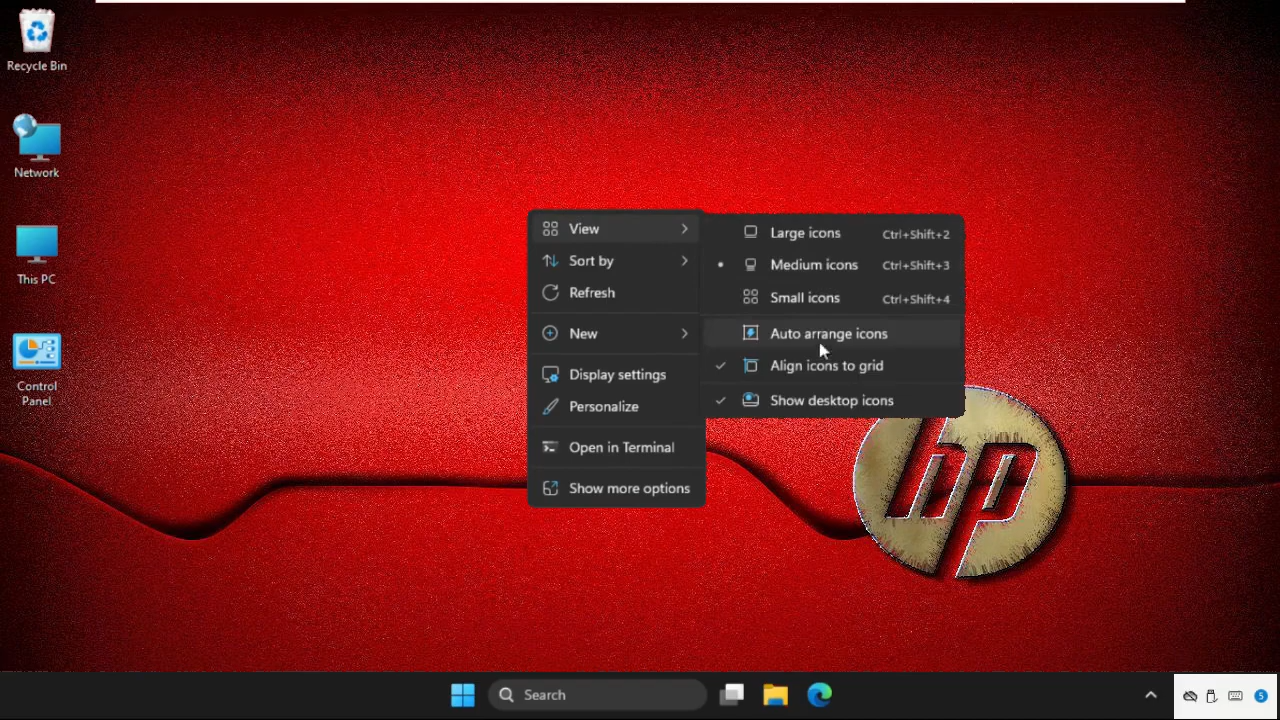 Recycle Bin
Network
This PC
Control
Panel
View
Sort by
Refresh
New
Display settings
Personalize
Open in Terminal
Show more options
Large icons Ctrl+Shift+2
Medium icons Ctrl+Shift+3
Small icons Ctrl+Shift+4
Auto arrange icons
Align icons to grid
Show desktop icons
hp
Search
5